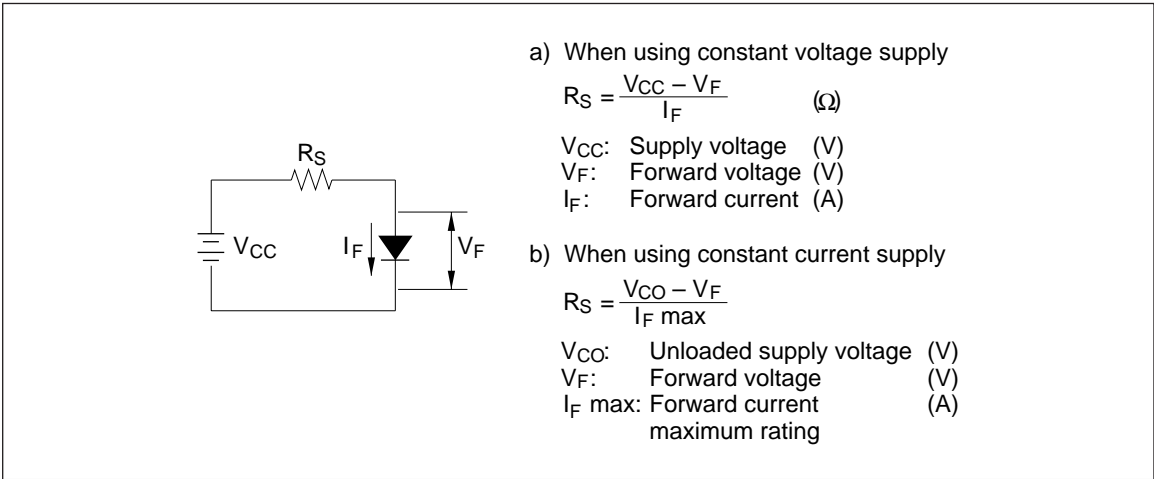 RS
VCC
IF
VF
a) When using constant voltage supply
RS = VCC – VF / IF (Ω)
VCC: Supply voltage (V)
VF: Forward voltage (V)
IF: Forward current (A)
b) When using constant current supply
RS = VCO – VF / IF max
VCO: Unloaded supply voltage (V)
VF: Forward voltage (V)
IF max: Forward current (A)
maximum rating